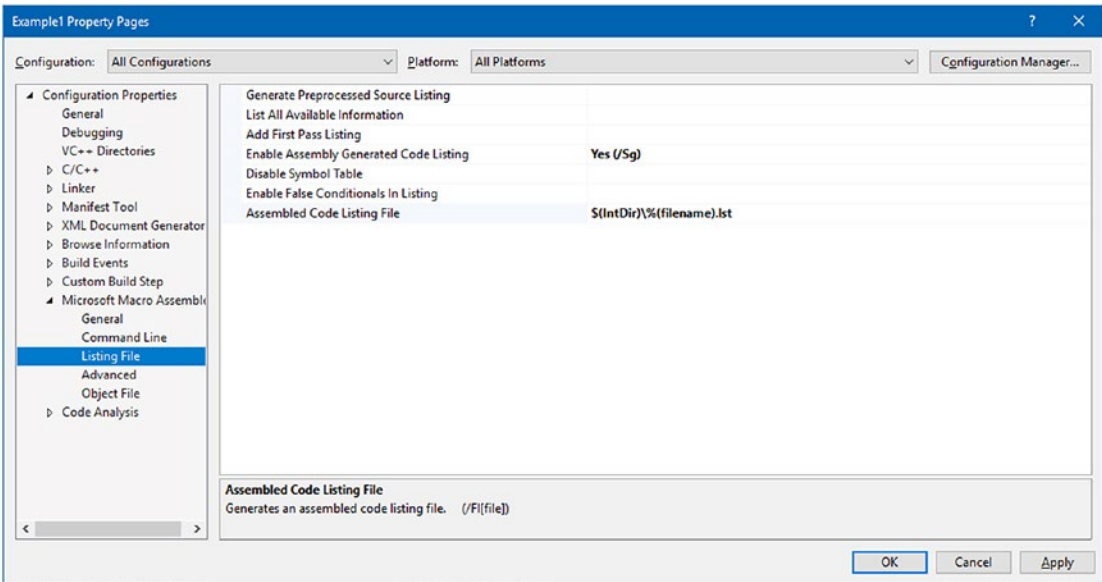 Example1 Property Pages ? ×
Configuration: All Configurations Platform: All Platforms Configuration Manager...
Configuration Properties
General
Debugging
VC++ Directories
C/C++
Linker
Manifest Tool
XML Document Generator
Browse Information
Build Events
Custom Build Step
Microsoft Macro Assemble
General
Command Line
Listing File
Advanced
Object File
Code Analysis
Generate Preprocessed Source Listing
List All Available Information
Add First Pass Listing
Enable Assembly Generated Code Listing Yes (/Sg)
Disable Symbol Table
Enable False Conditionals In Listing
Assembled Code Listing File $(IntDir)\%(filename).lst
Assembled Code Listing File
Generates an assembled code listing file. (/Fl[file])
OK Cancel Apply